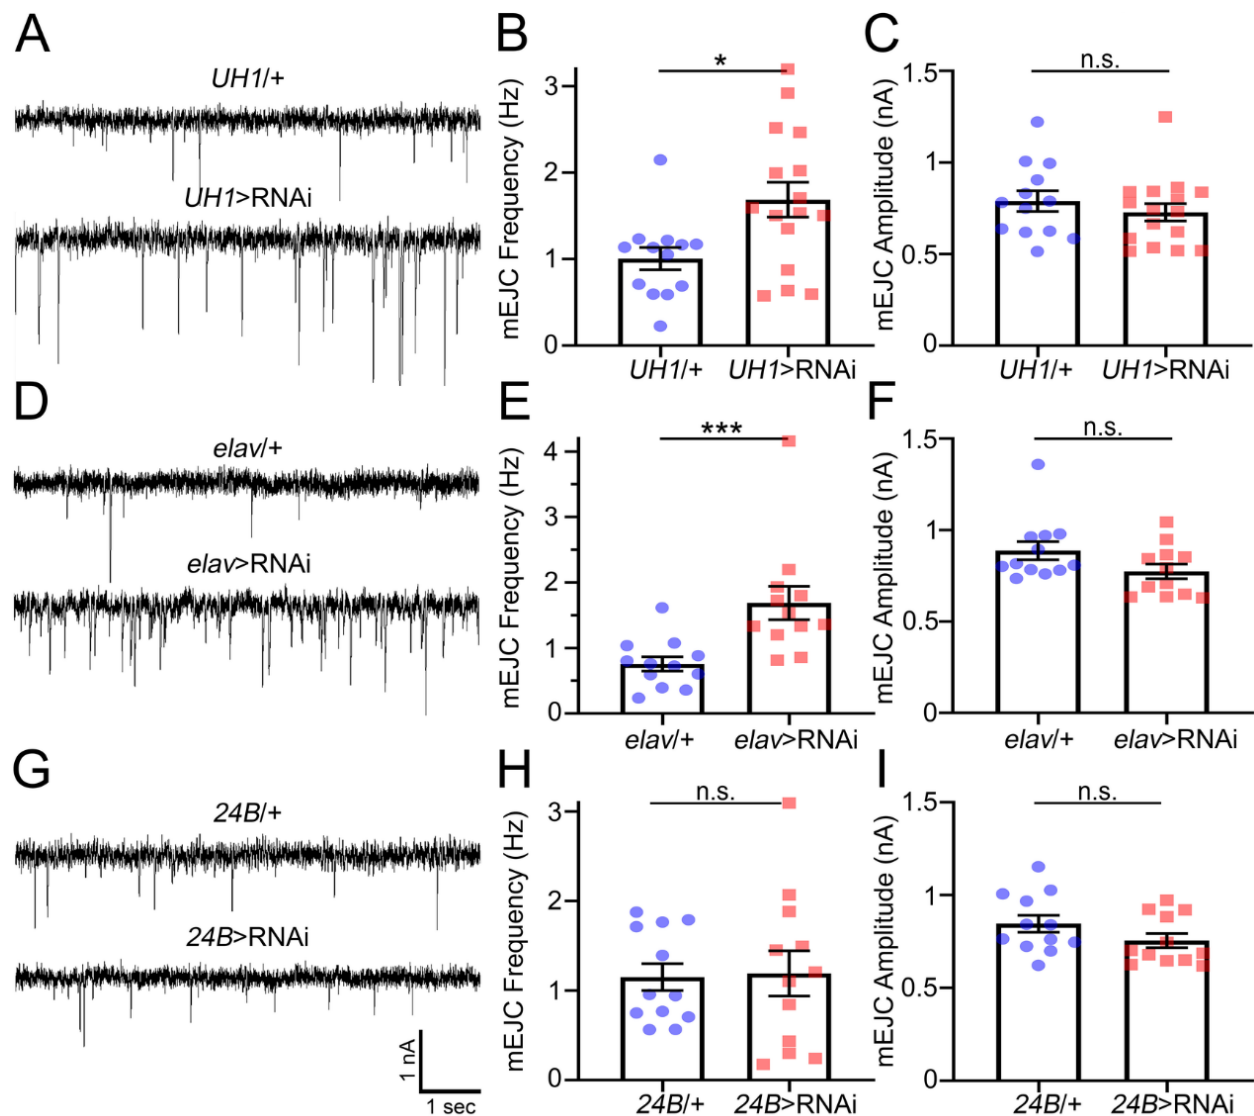 A
UH1/+
UH1>RNAi
B
*
mEJC Frequency (Hz)
3
2
1
0
UH1/+ UH1>RNAi
C
n.s.
mEJC Amplitude (nA)
1.5
1
0.5
0
UH1/+ UH1>RNAi
D
elav/+
elav>RNAi
E
***
mEJC Frequency (Hz)
4
3
2
1
0
elav/+ elav>RNAi
F
n.s.
mEJC Amplitude (nA)
1.5
1
0.5
0
elav/+ elav>RNAi
G
24B/+
24B>RNAi
1 nA
1 sec
H
n.s.
mEJC Frequency (Hz)
3
2
1
0
24B/+ 24B>RNAi
I
n.s.
mEJC Amplitude (nA)
1.5
1
0.5
0
24B/+ 24B>RNAi